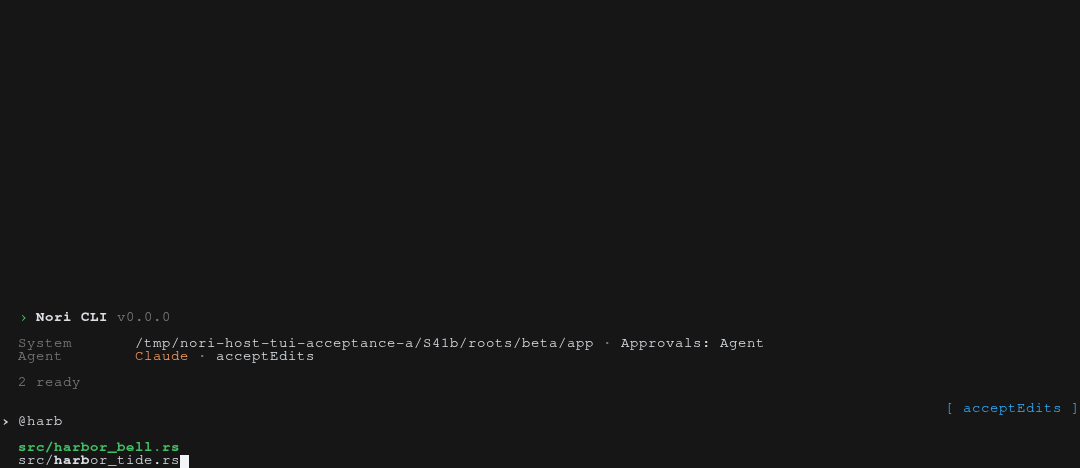 › Nori CLI v0.0.0
System /tmp/nori-host-tui-acceptance-a/S41b/roots/beta/app · Approvals: Agent
Agent Claude · acceptEdits
2 ready
[ acceptEdits ]
› @harb
src/harbor_bell.rs
src/harbor_tide.rs